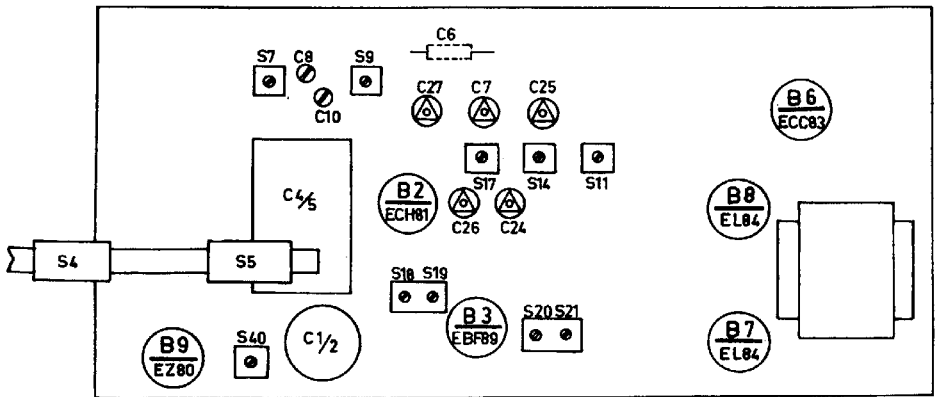 C6
S7
C8
S9
C10
C27
C7
C25
B6
ECC83
S17
S14
S11
C4/5
B2
ECH81
C26
C24
B8
EL84
S4
S5
S18
S19
B3
EBF89
S20
S21
B7
EL84
B9
EZ80
S40
C1/2